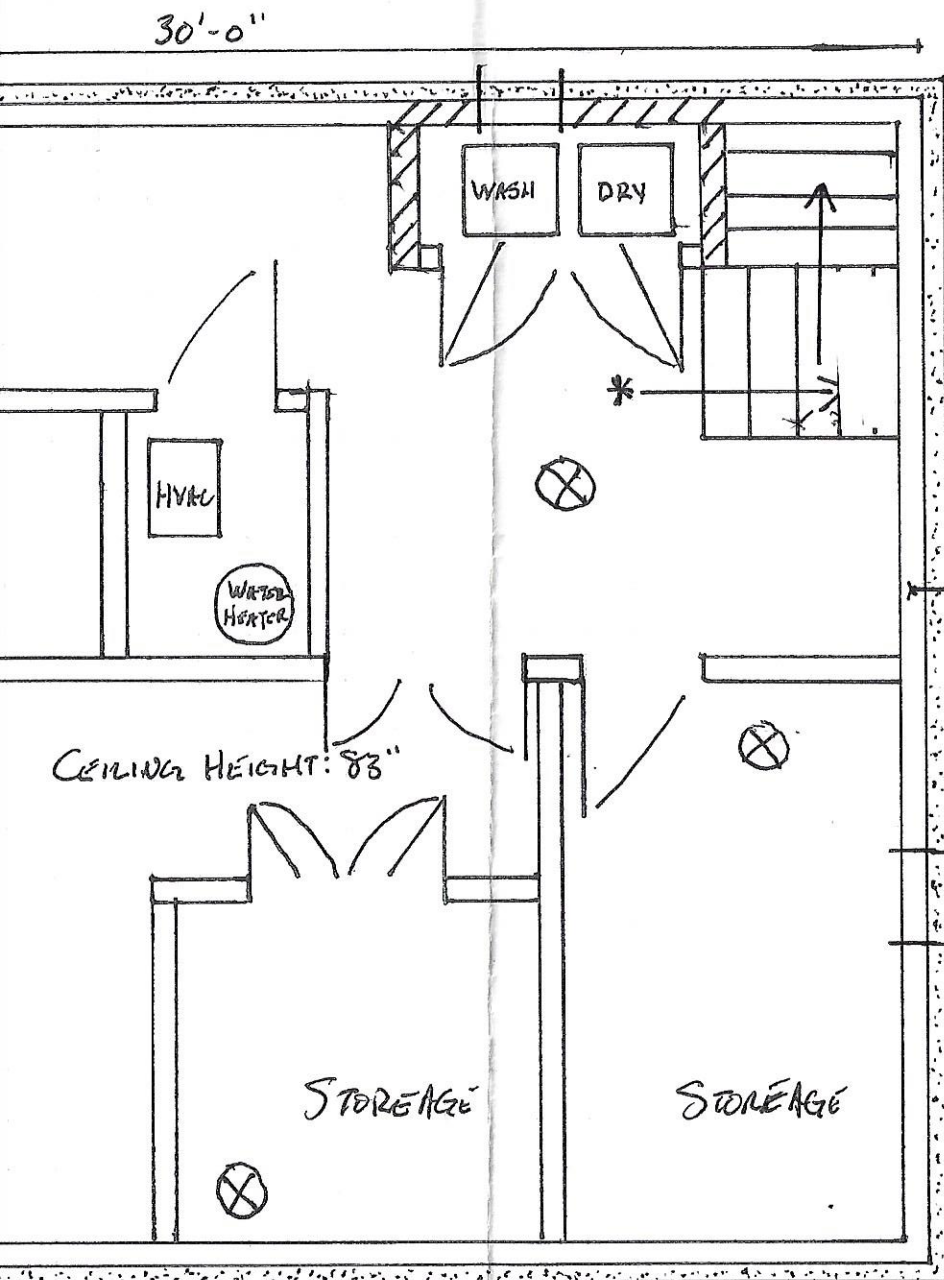 30'-0"
WASH
DRY
HVAC
WATER
HEATER
CEILING HEIGHT: 83"
STOREAGE
STOREAGE